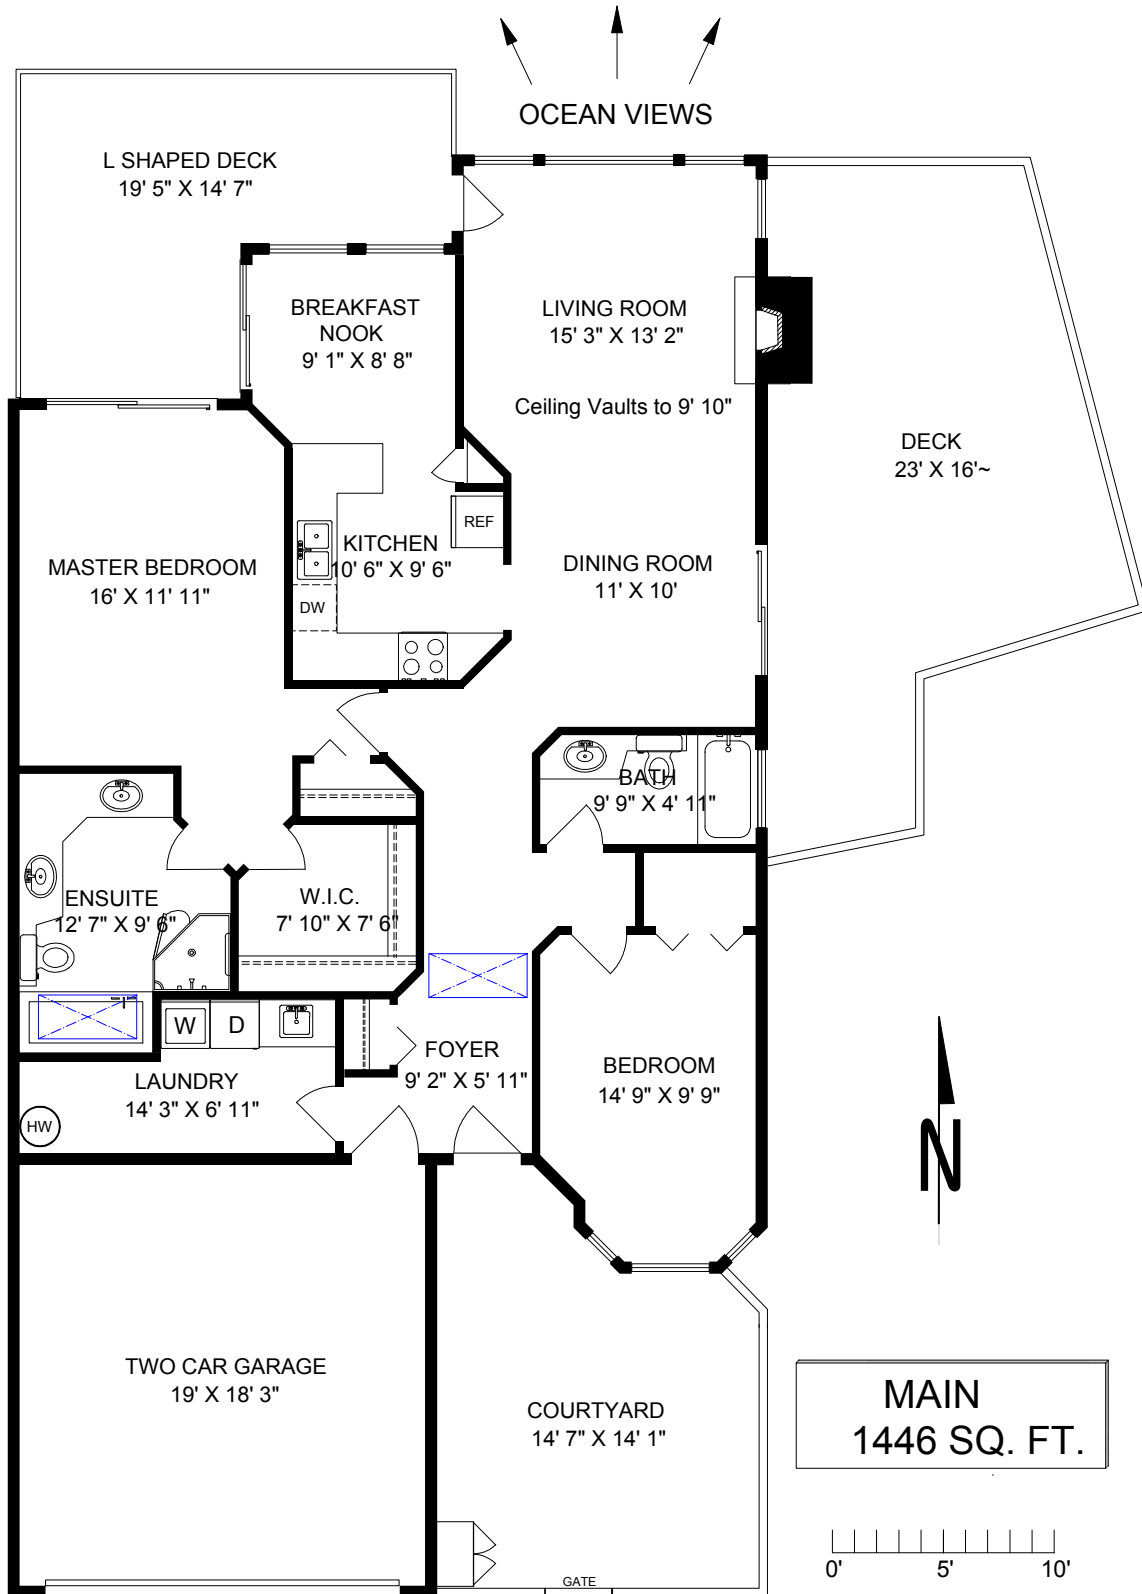 OCEAN VIEWS
L SHAPED DECK
19' 5" X 14' 7"
BREAKFAST
NOOK
9' 1" X 8' 8"
LIVING ROOM
15' 3" X 13' 2"
Ceiling Vaults to 9' 10"
DECK
23' X 16'~
REF
KITCHEN
10' 6" X 9' 6"
DW
MASTER BEDROOM
16' X 11' 11"
DINING ROOM
11' X 10'
BATH
9' 9" X 4' 11"
ENSUITE
12' 7" X 9' 6"
W.I.C.
7' 10" X 7' 6"
W
D
FOYER
9' 2" X 5' 11"
LAUNDRY
14' 3" X 6' 11"
HW
BEDROOM
14' 9" X 9' 9"
N
TWO CAR GARAGE
19' X 18' 3"
COURTYARD
14' 7" X 14' 1"
MAIN
1446 SQ. FT.
0' 5' 10'
GATE